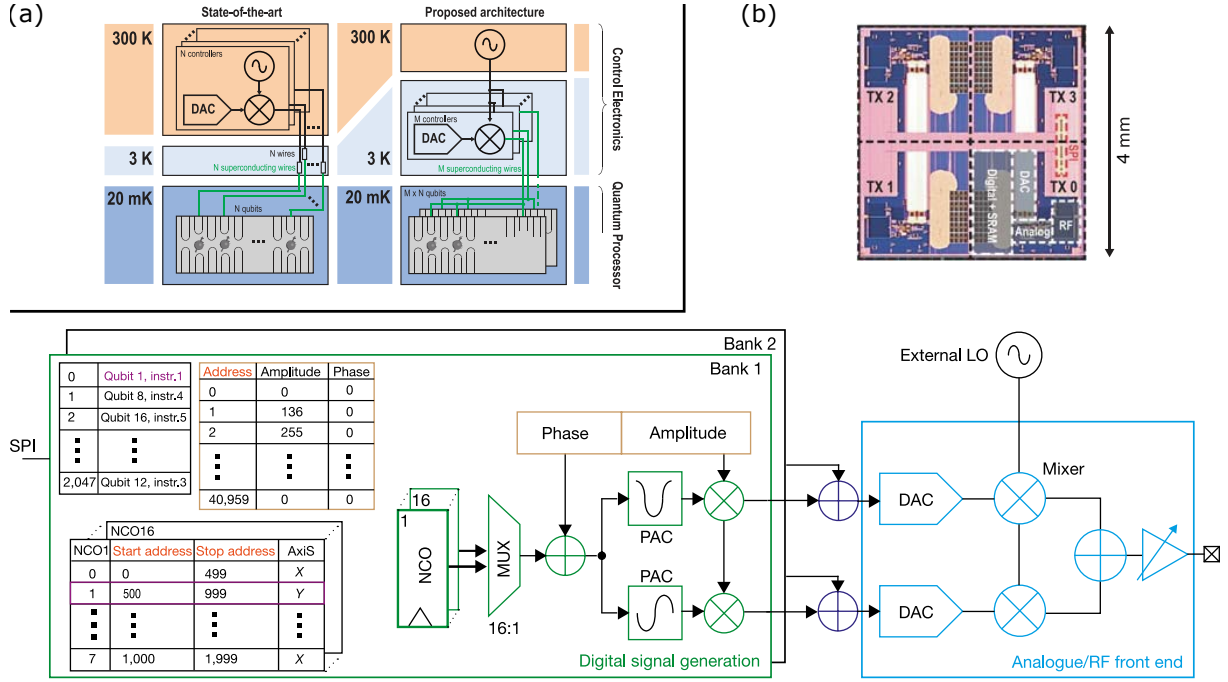 (a)
State-of-the-art
Proposed architecture
300 K
N controllers
DAC
3 K
N wires
N superconducting wires
20 mK
N qubits
300 K
M controllers
DAC
3 K
M superconducting wires
20 mK
M x N qubits
Control Electronics
Quantum Processor
(b)
TX 2
TX 3
TX 1
TX 0
SPI
Digital + SRAM
DAC
Analog
RF
4 mm
Bank 2
Bank 1
SPI
0 Qubit 1, instr.1
1 Qubit 8, instr.4
2 Qubit 16, instr.5
2,047 Qubit 12, instr.3
Address Amplitude Phase
0 0 0
1 136 0
2 255 0
40,959 0 0
NCO16
NCO1 Start address Stop address AxiS
0 0 499 X
1 500 999 Y
7 1,000 1,999 X
16
1
NCO
MUX
16:1
Phase Amplitude
PAC
PAC
Digital signal generation
External LO
Mixer
DAC
DAC
Analogue/RF front end